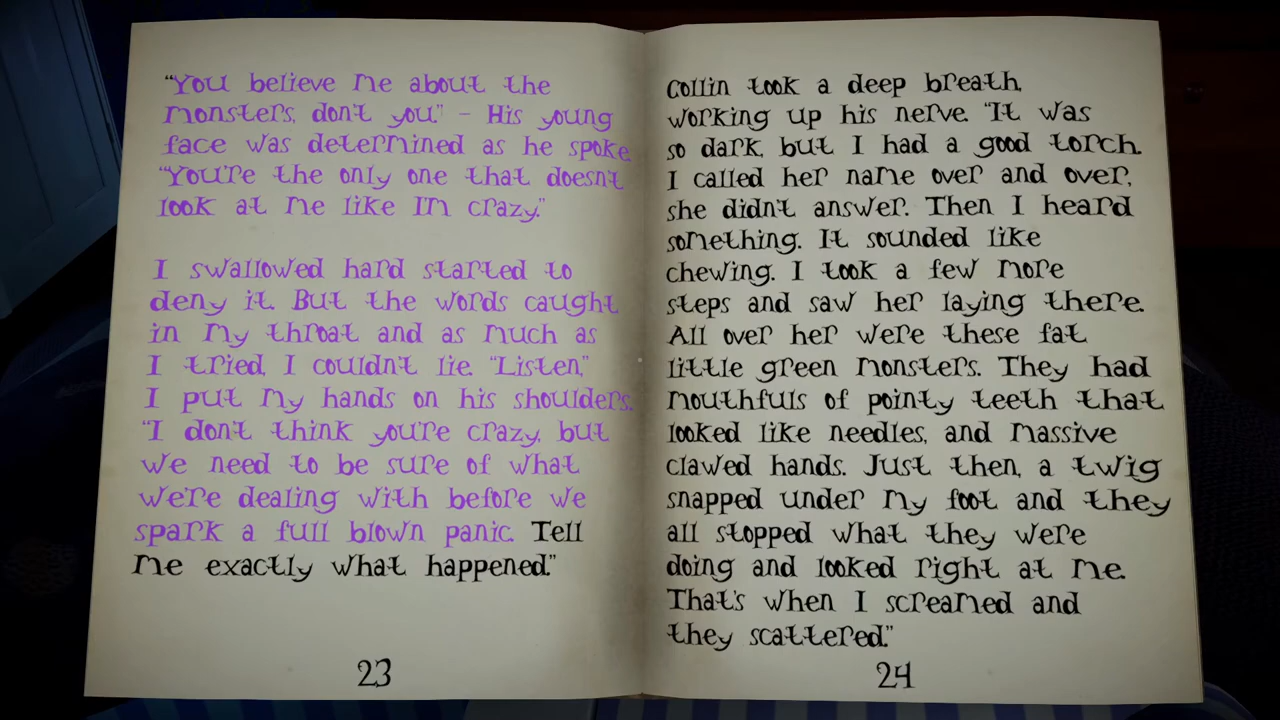 "You believe me about the
monsters, don't you." - His young
face was determined as he spoke.
"You're the only one that doesn't
look at me like I'm crazy."
I swallowed hard started to
deny it. But the words caught
in my throat and as much as
I tried, I couldn't lie. "Listen,"
I put my hands on his shoulders.
"I don't think you're crazy, but
we need to be sure of what
we're dealing with before we
spark a full blown panic. Tell
me exactly what happened."
23
Collin took a deep breath,
working up his nerve. "It was
so dark, but I had a good torch.
I called her name over and over,
she didn't answer. Then I heard
something. It sounded like
chewing. I took a few more
steps and saw her laying there.
All over her were these fat
little green monsters. They had
mouthfuls of pointy teeth that
looked like needles, and massive
clawed hands. Just then, a twig
snapped under my foot and they
all stopped what they were
doing and looked right at me.
That's when I screamed and
they scattered."
24